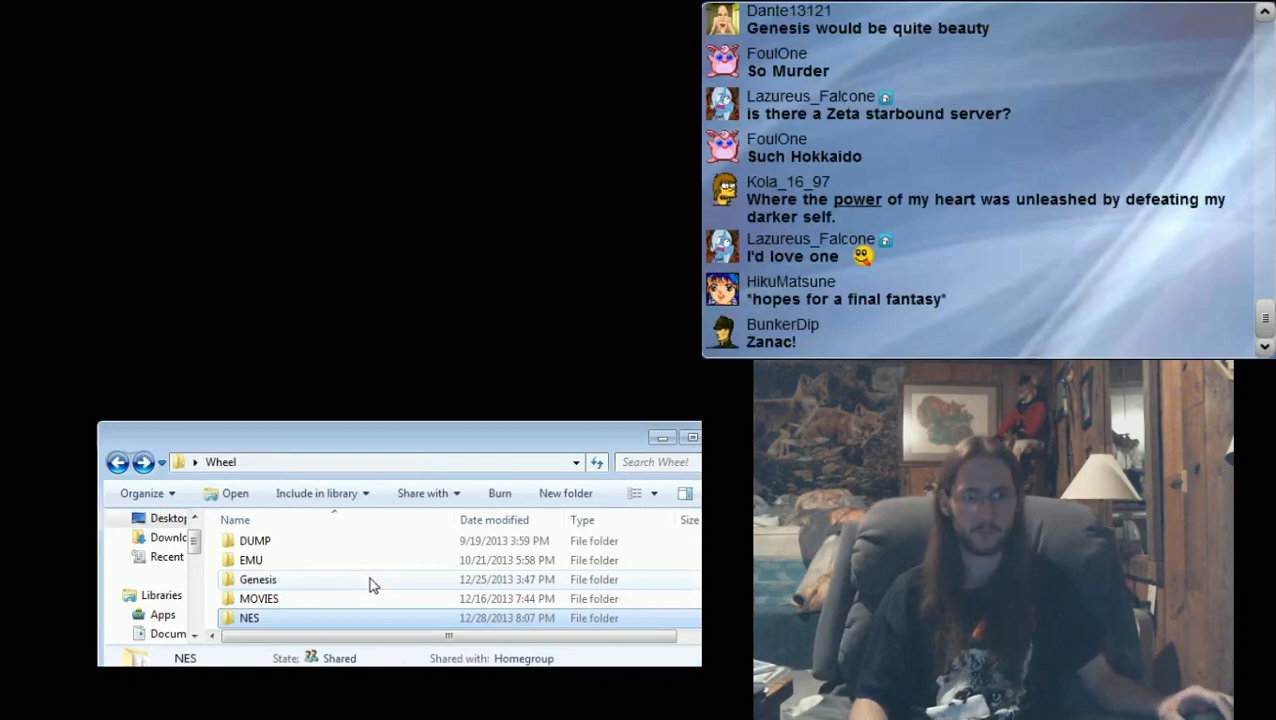 Dante13121
Genesis would be quite beauty
FoulOne
So Murder
Lazureus_Falcone
is there a Zeta starbound server?
FoulOne
Such Hokkaido
Kola_16_97
Where the power of my heart was unleashed by defeating my
darker self.
Lazureus_Falcone
I'd love one
HikuMatsune
*hopes for a final fantasy*
BunkerDip
Zanac!
Wheel
Search Wheel
Organize Open Include in library Share with Burn New folder
Name Date modified Type Size
Desktop
Downlo
Recent
Libraries
Apps
Docum
DUMP 9/19/2013 3:59 PM File folder
EMU 10/21/2013 5:58 PM File folder
Genesis 12/25/2013 3:47 PM File folder
MOVIES 12/16/2013 7:44 PM File folder
NES 12/28/2013 8:07 PM File folder
NES State: Shared Shared with: Homegroup